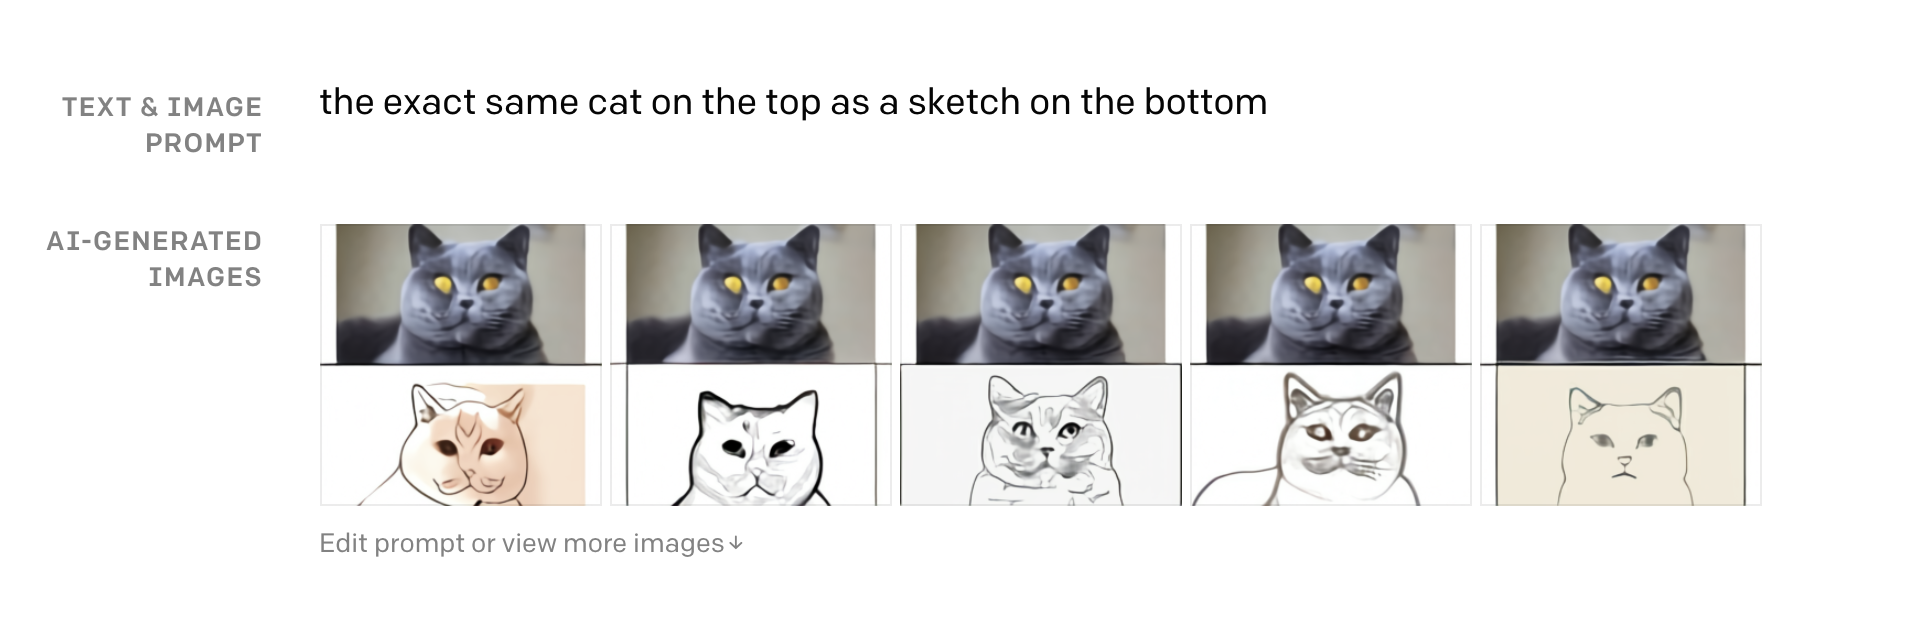 TEXT & IMAGE
PROMPT
the exact same cat on the top as a sketch on the bottom
AI-GENERATED
IMAGES
Edit prompt or view more images↓